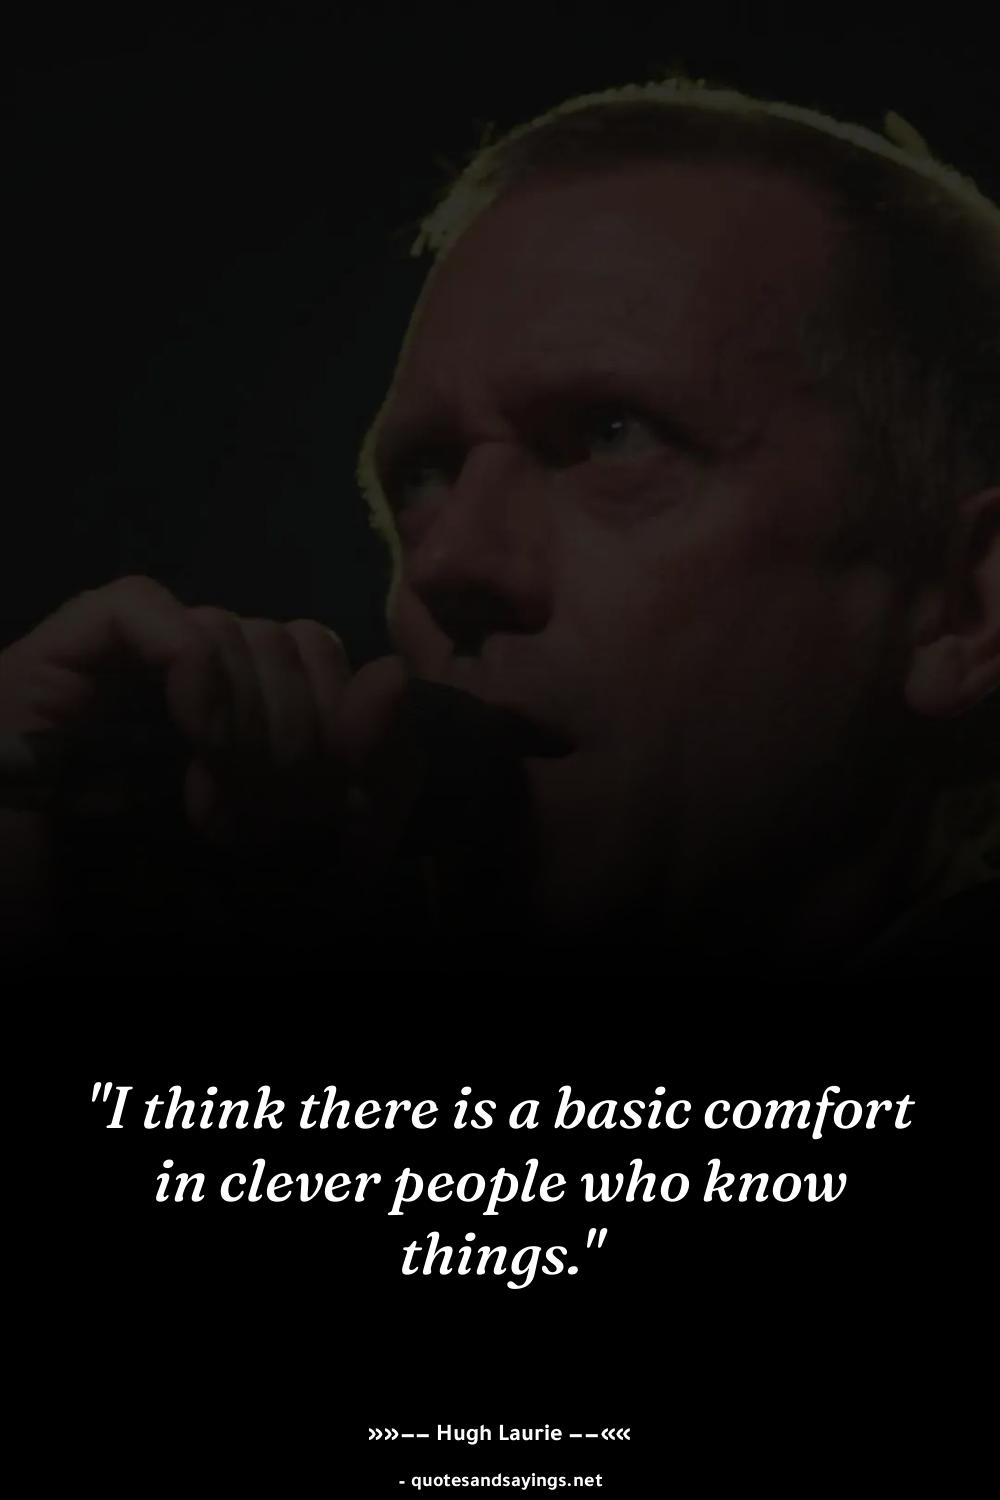 "I think there is a basic comfort
in clever people who know
things."
»»–– Hugh Laurie ––««
- quotesandsayings.net